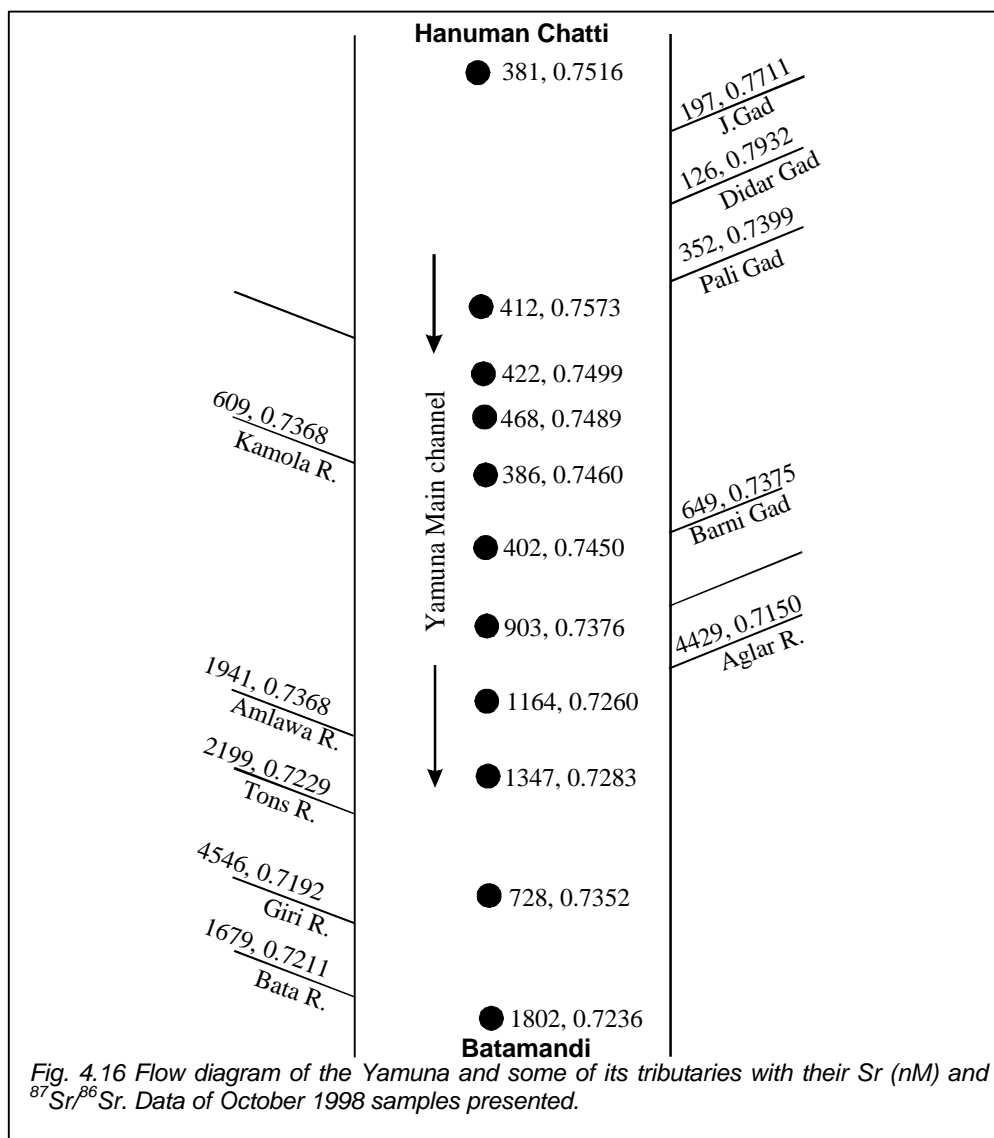 Hanuman Chatti
381, 0.7516
197, 0.7711
J.Gad
126, 0.7932
Didar Gad
352, 0.7399
Pali Gad
412, 0.7573
422, 0.7499
468, 0.7489
609, 0.7368
Kamola R.
386, 0.7460
Yamuna Main channel
649, 0.7375
Barni Gad
402, 0.7450
903, 0.7376
4429, 0.7150
Aglar R.
1941, 0.7368
Amlawa R.
1164, 0.7260
2199, 0.7229
Tons R.
1347, 0.7283
4546, 0.7192
Giri R.
728, 0.7352
1679, 0.7211
Bata R.
1802, 0.7236
Batamandi
Fig. 4.16 Flow diagram of the Yamuna and some of its tributaries with their Sr (nM) and
⁸⁷Sr/⁸⁶Sr. Data of October 1998 samples presented.